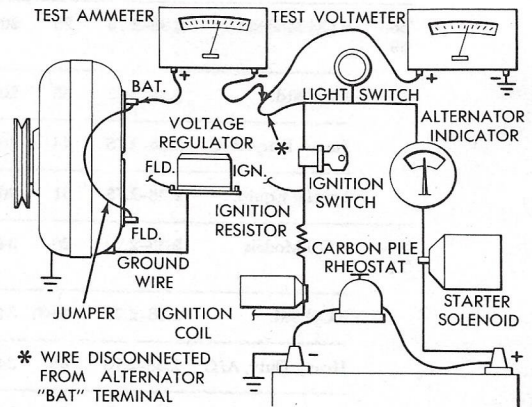 TEST AMMETER
TEST VOLTMETER
+
-
+
-
BAT.
LIGHT SWITCH
VOLTAGE
REGULATOR
ALTERNATOR
INDICATOR
*
FLD.
IGN.
IGNITION
SWITCH
IGNITION
RESISTOR
FLD.
GROUND
WIRE
CARBON PILE
RHEOSTAT
JUMPER
IGNITION
COIL
STARTER
SOLENOID
-
+
* WIRE DISCONNECTED
FROM ALTERNATOR
"BAT" TERMINAL